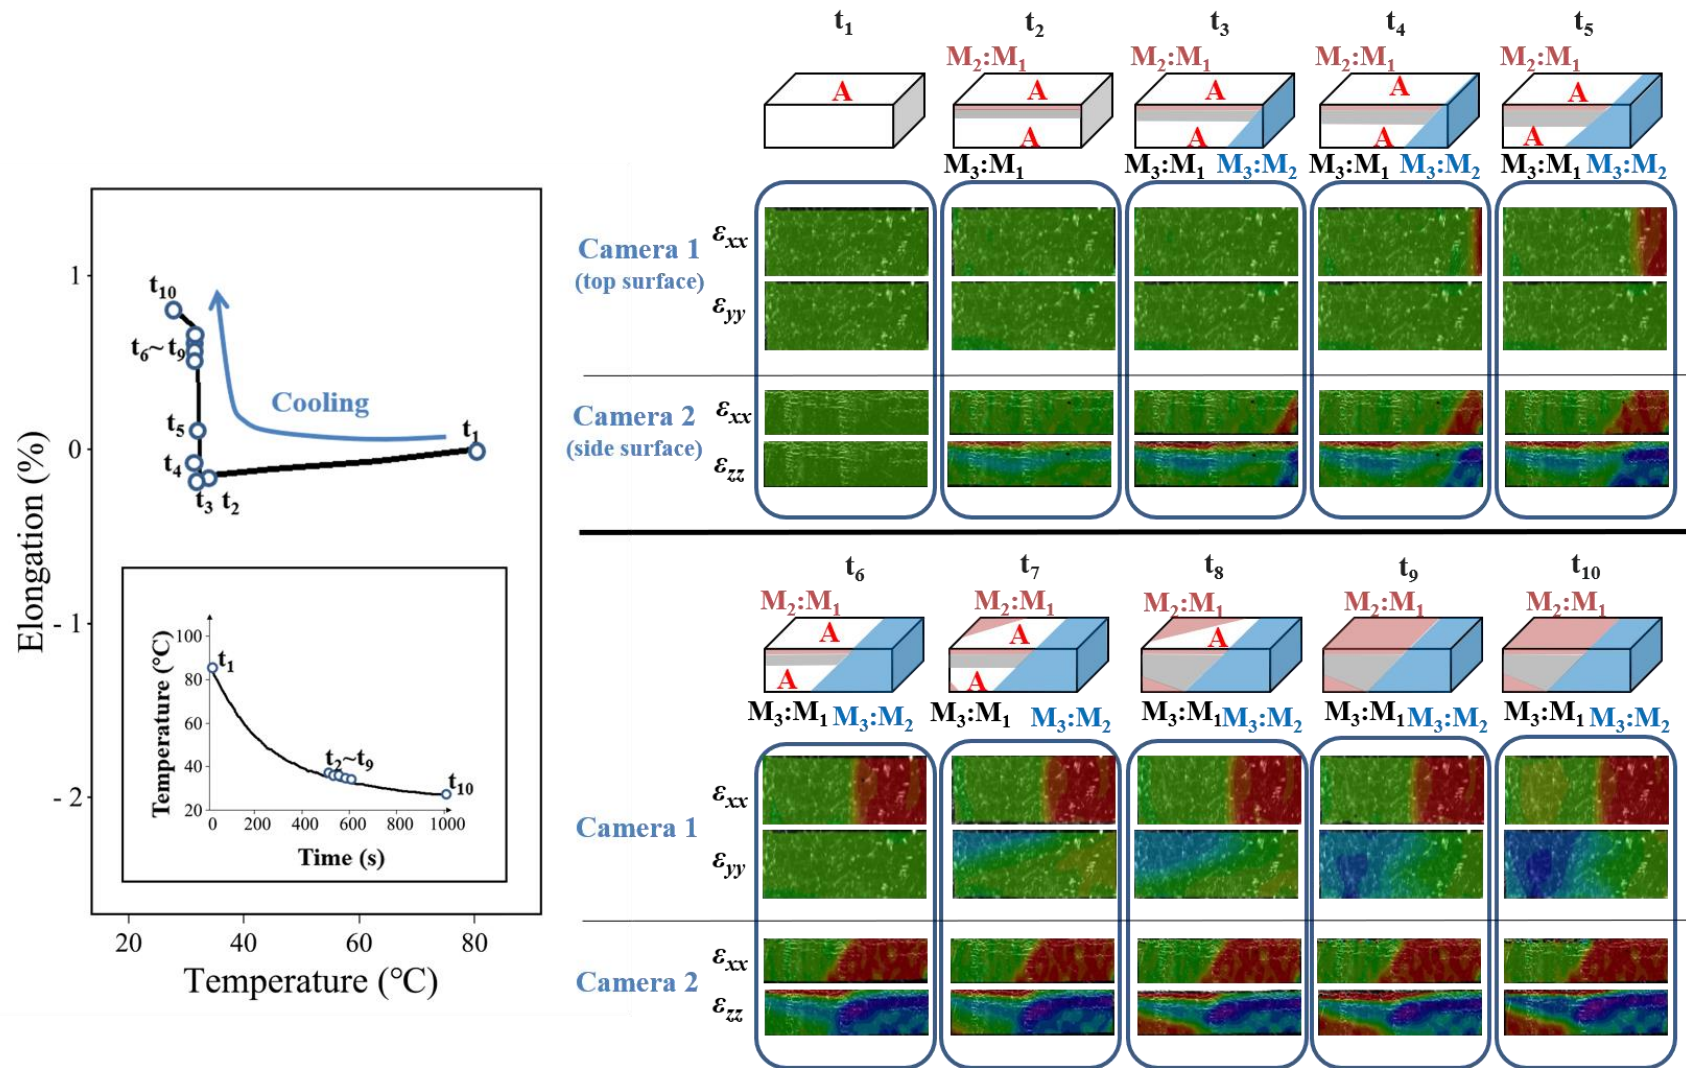 Elongation (%)
1
0
- 1
- 2
20 40 60 80
Temperature (°C)
t10
t6~ t9
t5
t4
t3 t2
t1
Cooling
Temperature (°C)
100
80
60
40
20
0 200 400 600 800 1000
Time (s)
t1
t2~t9
t10
t1 t2 t3 t4 t5
M2:M1 M2:M1 M2:M1 M2:M1
A A A A A
A A A A
M3:M1 M3:M1 M3:M2 M3:M1 M3:M2 M3:M1 M3:M2
Camera 1
(top surface)
εxx
εyy
Camera 2
(side surface)
εxx
εzz
t6 t7 t8 t9 t10
M2:M1 M2:M1 M2:M1 M2:M1 M2:M1
A A A
A A
M3:M1 M3:M2 M3:M1 M3:M2 M3:M1 M3:M2 M3:M1 M3:M2 M3:M1 M3:M2
Camera 1
εxx
εyy
Camera 2
εxx
εzz